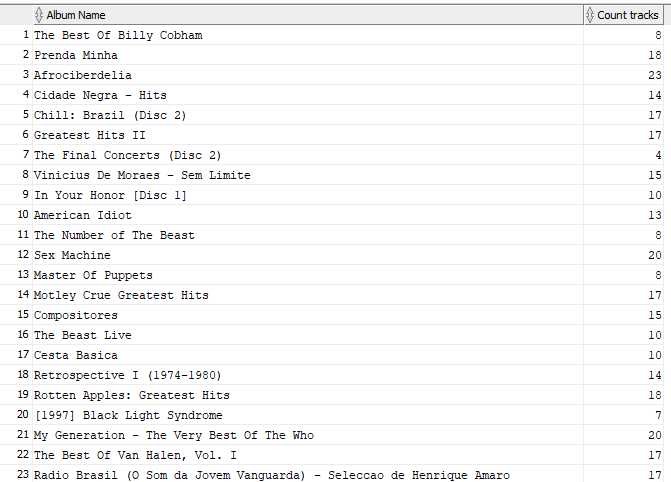 Album Name Count tracks
1 The Best Of Billy Cobham 8
2 Prenda Minha 18
3 Afrociberdelia 23
4 Cidade Negra - Hits 14
5 Chill: Brazil (Disc 2) 17
6 Greatest Hits II 17
7 The Final Concerts (Disc 2) 4
8 Vinicius De Moraes - Sem Limite 15
9 In Your Honor [Disc 1] 10
10 American Idiot 13
11 The Number of The Beast 8
12 Sex Machine 20
13 Master Of Puppets 8
14 Motley Crue Greatest Hits 17
15 Compositores 15
16 The Beast Live 10
17 Cesta Basica 10
18 Retrospective I (1974-1980) 14
19 Rotten Apples: Greatest Hits 18
20 [1997] Black Light Syndrome 7
21 My Generation - The Very Best Of The Who 20
22 The Best Of Van Halen, Vol. I 17
23 Radio Brasil (O Som da Jovem Vanguarda) - Seleccao de Henrique Amaro 17